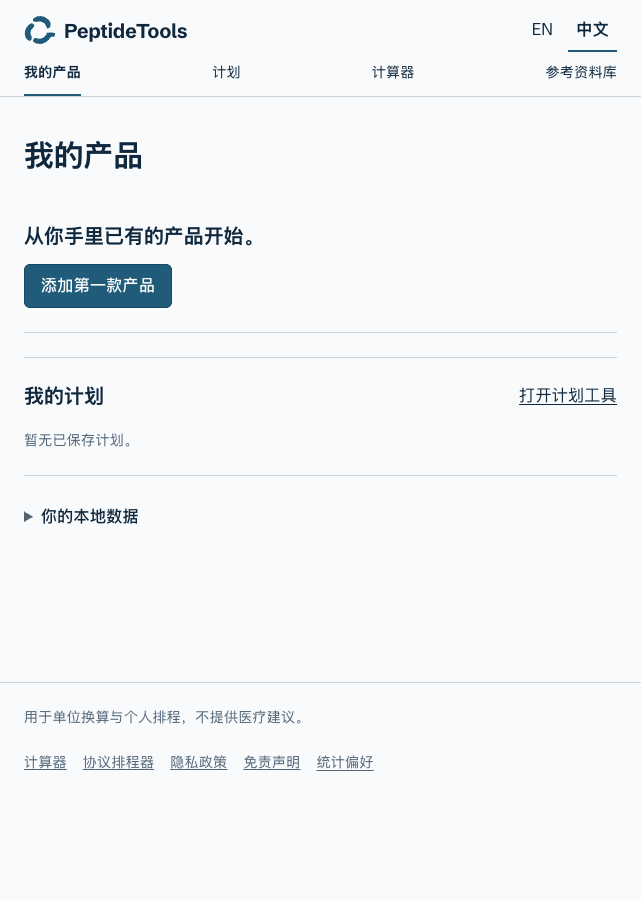 PeptideTools
EN 中文
我的产品 计划 计算器 参考资料库
我的产品
从你手里已有的产品开始。
添加第一款产品
我的计划 打开计划工具
暂无已保存计划。
你的本地数据
用于单位换算与个人排程，不提供医疗建议。
计算器 协议排程器 隐私政策 免责声明 统计偏好